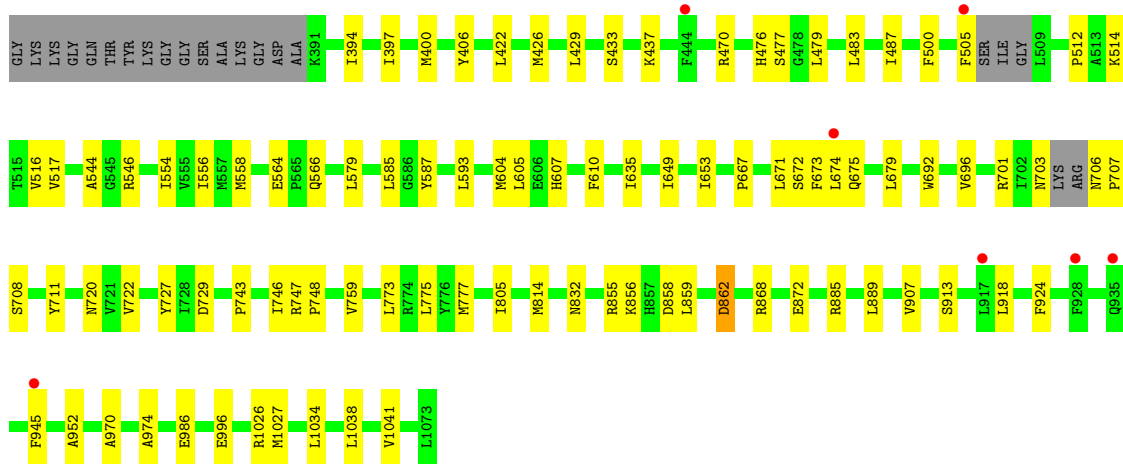 GLY LYS LYS GLY GLN THR TYR LYS GLY GLY SER ALA LYS GLY ASP ALA K391 I394 I397 M400 Y406 L422 M426 L429 S433 K437 F444 R470 H476 S477 G478 L479 L483 I487 F500 F505 SER ILE GLY L509 P512 A513 K514
T515 V516 V517 A544 G545 R546 I554 V555 I556 M557 M558 E564 P565 Q566 L579 L585 G586 Y587 L593 M604 L605 E606 H607 F610 I635 I649 I653 P667 L671 S672 F673 L674 Q675 L679 W692 V696 R701 I702 N703 LYS ARG N706 P707
S708 Y711 N720 V721 V722 Y727 I728 D729 P743 I746 R747 P748 V759 L773 R774 L775 Y776 M777 I805 M814 N832 R855 K856 H857 D858 L859 D862 R868 E872 R885 L889 V907 S913 L917 L918 F924 F928 Q935
F945 A952 A970 A974 E986 E996 R1026 M1027 L1034 L1038 V1041 L1073